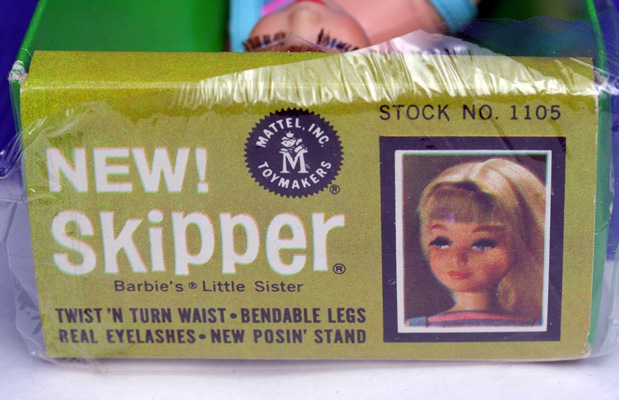 STOCK NO. 1105
MATTEL, INC.
M
TOYMAKERS
®
NEW!
Skipper®
Barbie's® Little Sister
TWIST 'N TURN WAIST • BENDABLE LEGS
REAL EYELASHES • NEW POSIN' STAND